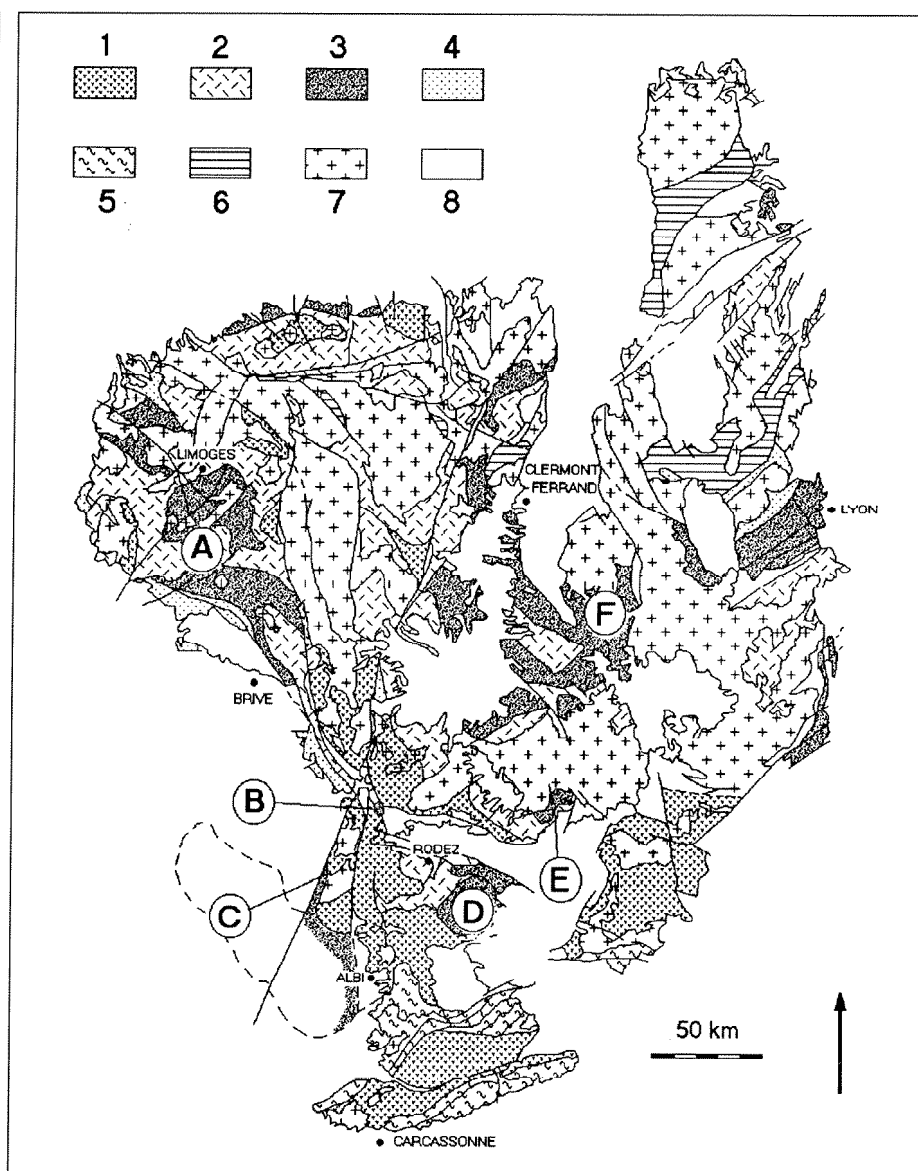 1 2 3 4
5 6 7 8
LIMOGES
CLERMONT
FERRAND
LYON
A
F
BRIVE
B
RODEZ
E
C
D
ALBI
50 km
CARCASSONNE